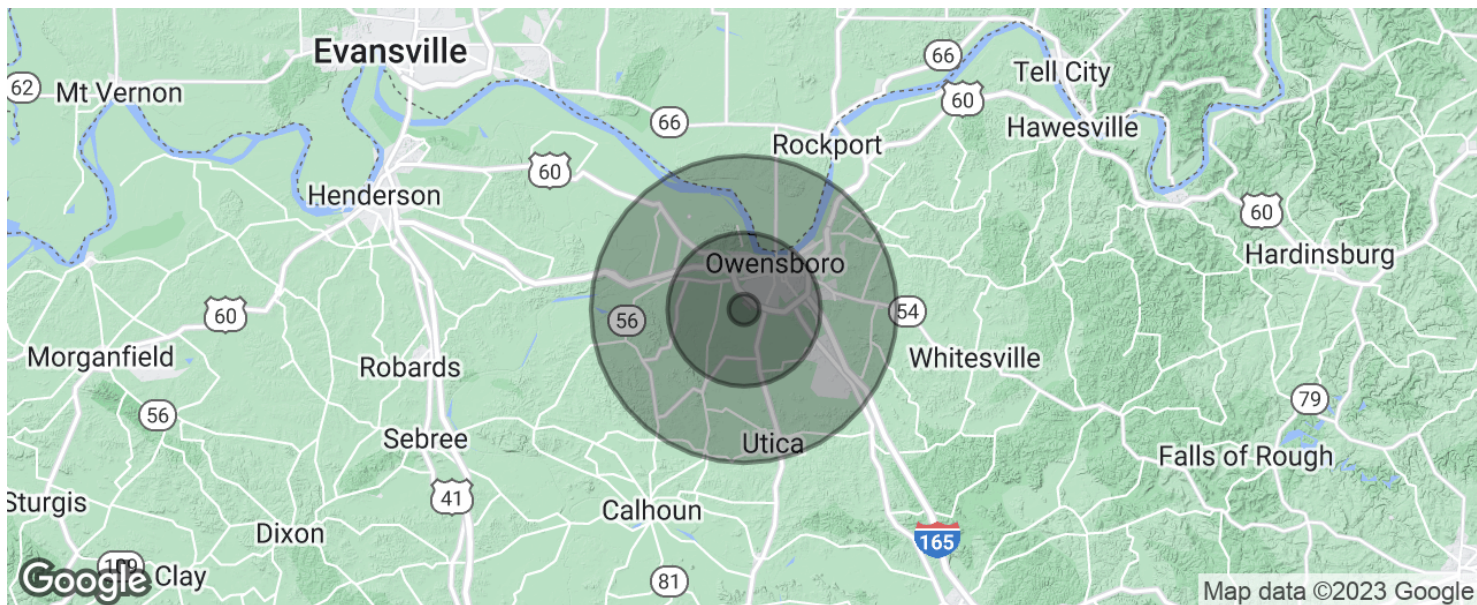 Evansville
66
Tell City
62
Mt Vernon
60
66
Hawesville
Rockport
60
Henderson
60
Hardinsburg
Owensboro
60
56
54
Morganfield
Robards
Whitesville
56
79
Sebree
Utica
Falls of Rough
Sturgis
41
Calhoun
Dixon
165
Google
109
Clay
81
Map data ©2023 Google